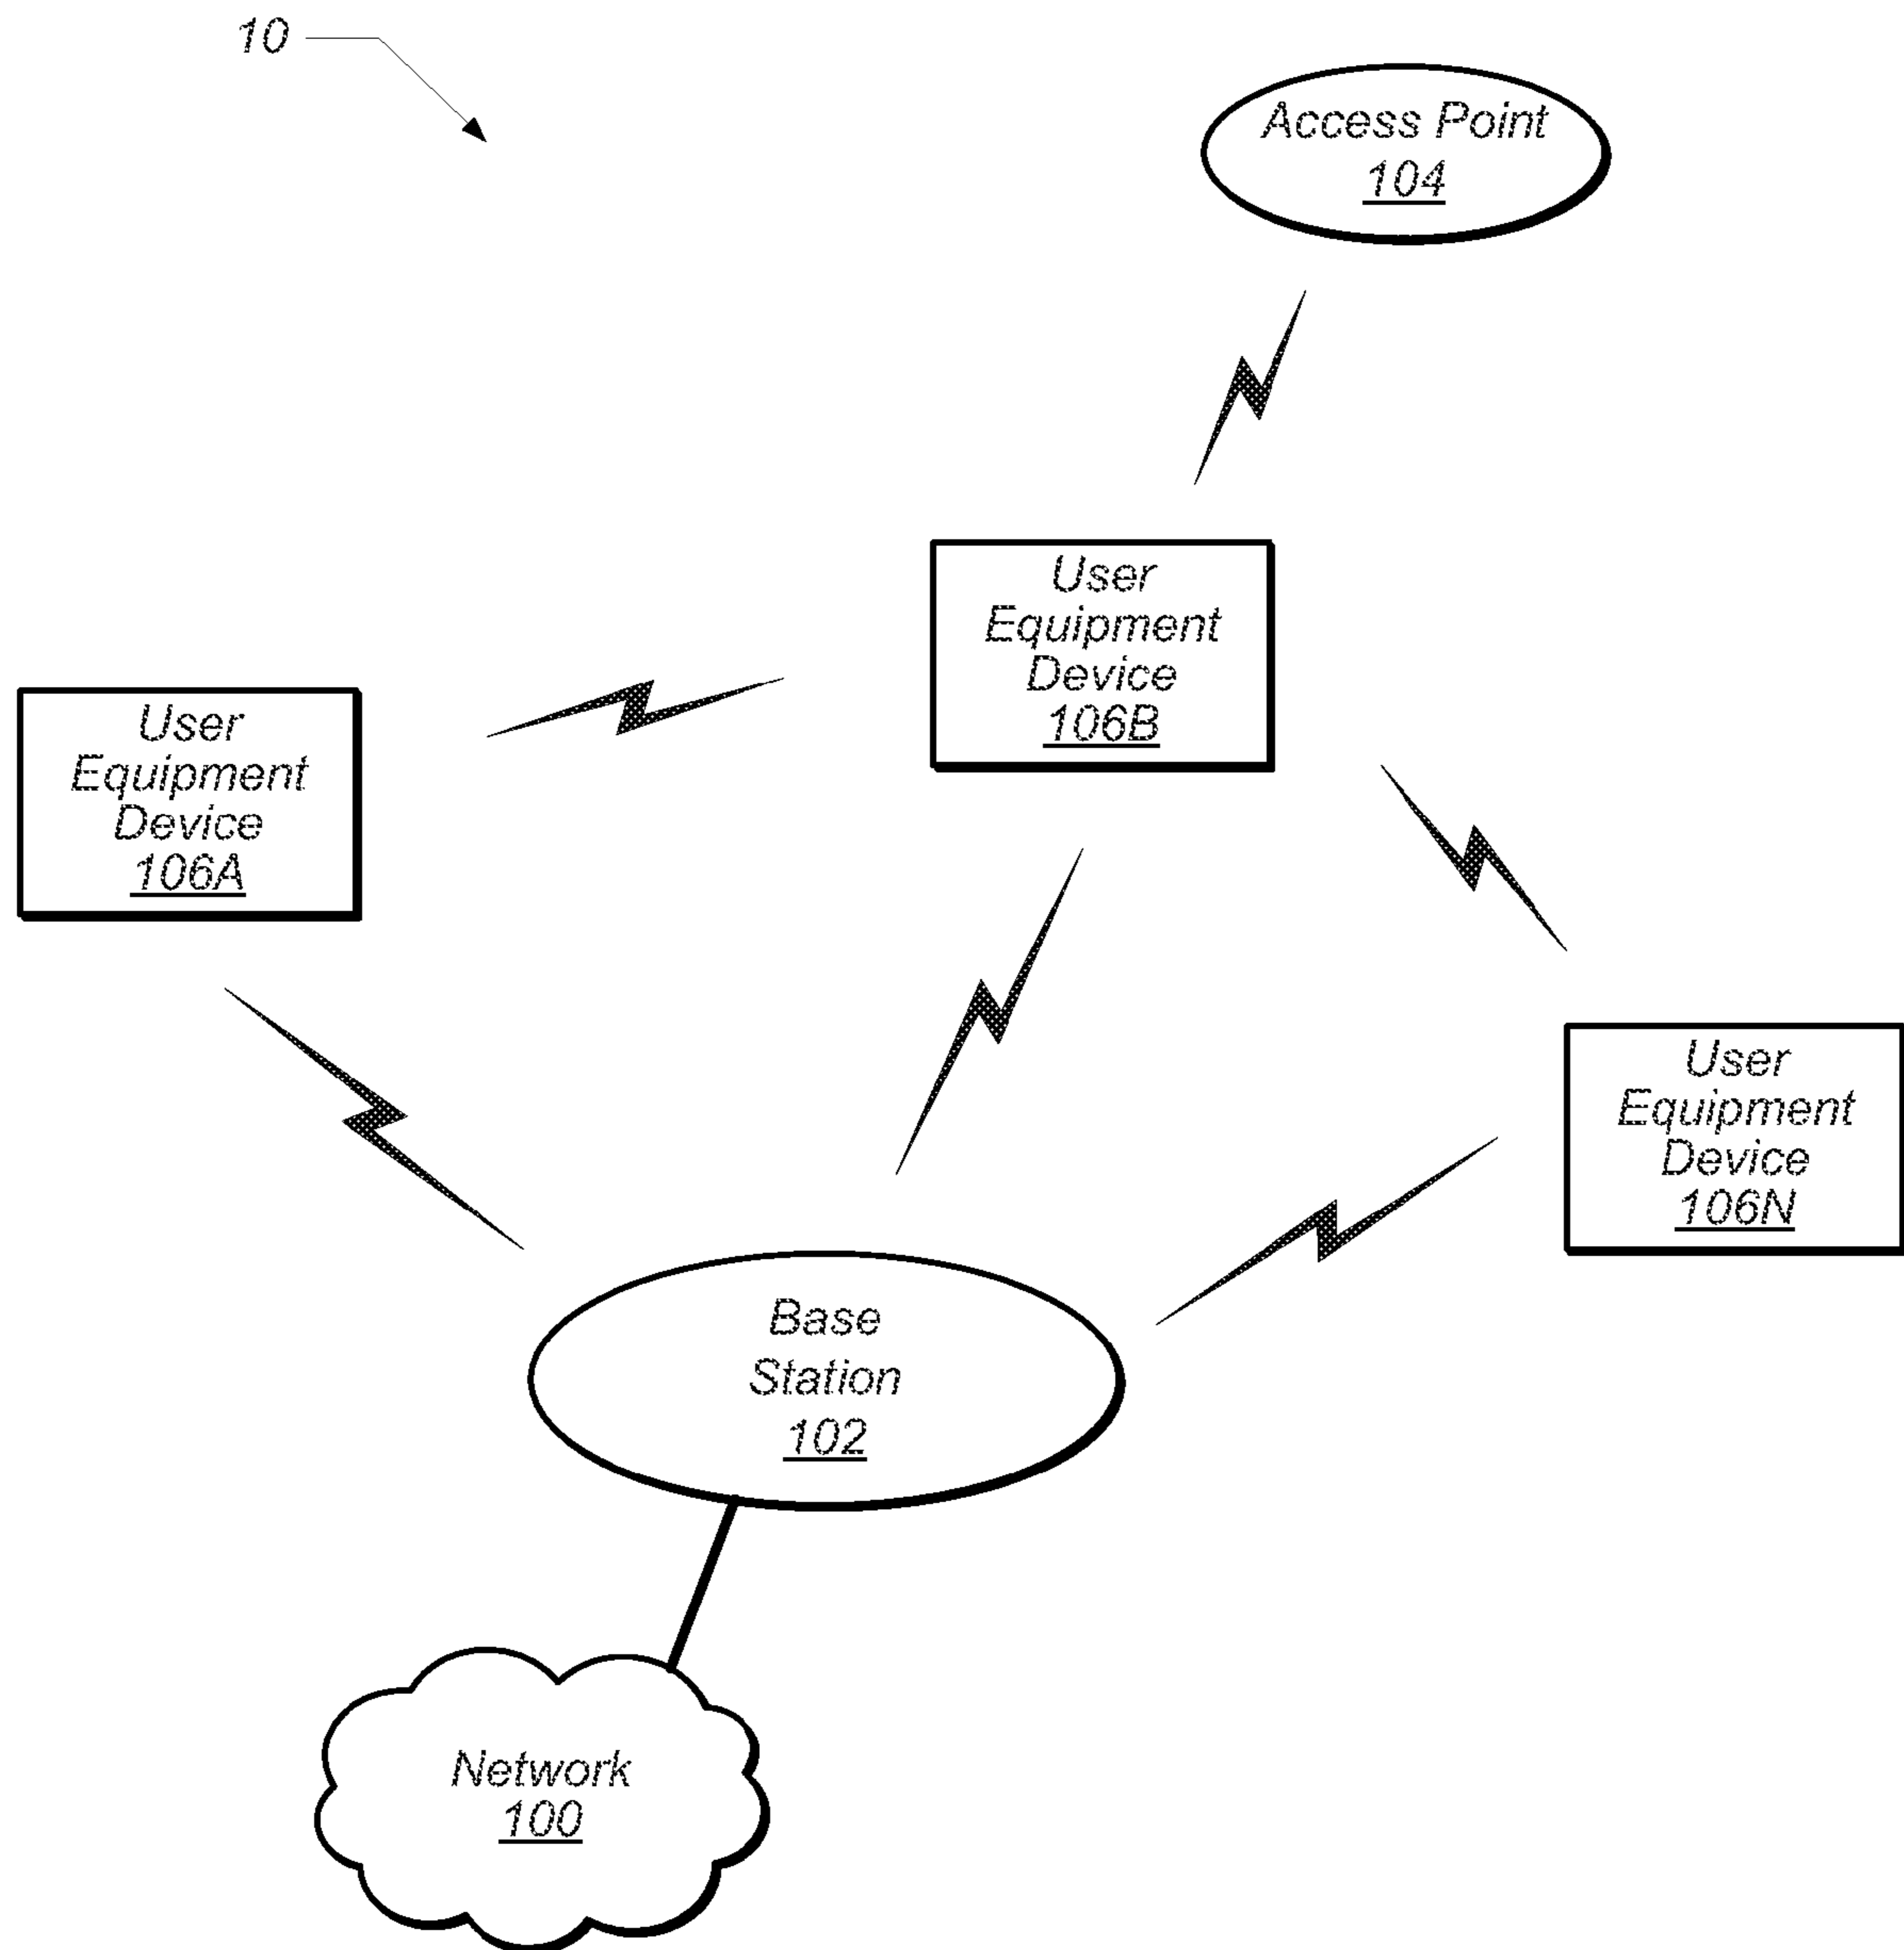 10
Access Point
104
User
Equipment
Device
106B
User
Equipment
Device
106A
User
Equipment
Device
106N
Base
Station
102
Network
100